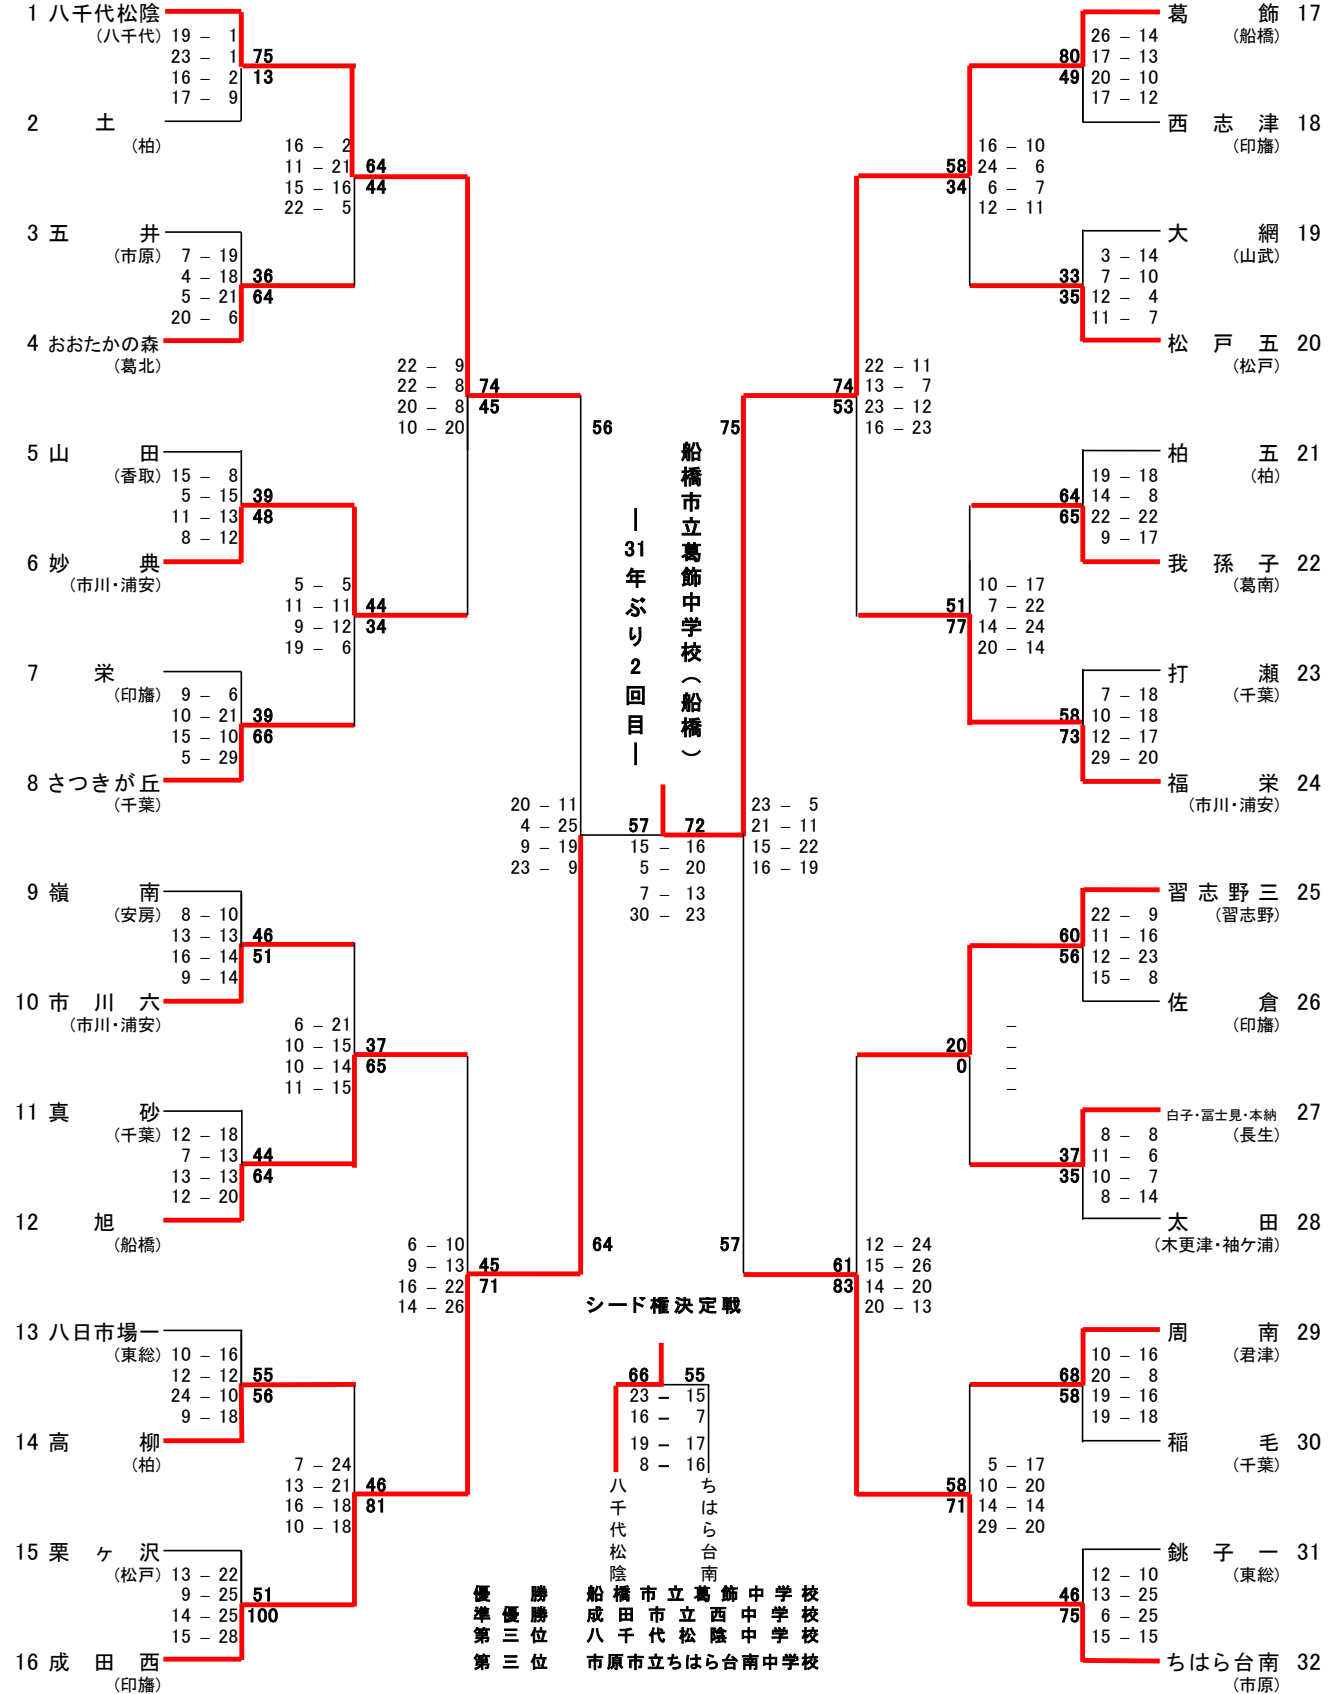 1 八千代松陰
(八千代)
19 － 1
23 － 1
16 － 2
17 － 9
75
13
2 土
(柏)
16 － 2
11 － 21
15 － 16
22 － 5
64
44
3 五 井
(市原)
7 － 19
4 － 18
5 － 21
20 － 6
36
64
4 おおたかの森
(葛北)
22 － 9
22 － 8
20 － 8
10 － 20
74
45
5 山 田
(香取)
15 － 8
5 － 15
11 － 13
8 － 12
39
48
6 妙 典
(市川・浦安)
5 － 5
11 － 11
9 － 12
19 － 6
44
34
7 栄
(印旛)
9 － 6
10 － 21
15 － 10
5 － 29
39
66
8 さつきが丘
(千葉)
20 － 11
4 － 25
9 － 19
23 － 9
56
64
9 嶺 南
(安房)
8 － 10
13 － 13
16 － 14
9 － 14
46
51
10 市 川 六
(市川・浦安)
6 － 21
10 － 15
10 － 14
11 － 15
37
65
11 真 砂
(千葉)
12 － 18
7 － 13
13 － 13
12 － 20
44
64
12 旭
(船橋)
6 － 10
9 － 13
16 － 22
14 － 26
45
71
13 八日市場一
(東総)
10 － 16
12 － 12
24 － 10
9 － 18
55
56
14 高 柳
(柏)
7 － 24
13 － 21
16 － 18
10 － 18
46
81
15 栗 ヶ 沢
(松戸)
13 － 22
9 － 25
14 － 25
15 － 28
51
100
16 成 田 西
(印旛)
船橋市立葛飾中学校(船橋)
―31年ぶり2回目―
57 72
15 － 16
5 － 20
7 － 13
30 － 23
葛 飾 17
(船橋)
26 － 14
17 － 13
20 － 10
17 － 12
80
49
西 志 津 18
(印旛)
16 － 10
24 － 6
6 － 7
12 － 11
58
34
大 網 19
(山武)
3 － 14
7 － 10
12 － 4
11 － 7
33
35
松 戸 五 20
(松戸)
22 － 11
13 － 7
23 － 12
16 － 23
74
53
柏 五 21
(柏)
19 － 18
14 － 8
22 － 22
9 － 17
64
65
我 孫 子 22
(葛南)
10 － 17
7 － 22
14 － 24
20 － 14
51
77
打 瀬 23
(千葉)
7 － 18
10 － 18
12 － 17
29 － 20
58
73
福 栄 24
(市川・浦安)
23 － 5
21 － 11
15 － 22
16 － 19
75
57
習 志 野 三 25
(習志野)
22 － 9
11 － 16
12 － 23
15 － 8
60
56
佐 倉 26
(印旛)
－
－
－
－
20
0
白子・冨士見・本納 27
(長生)
8 － 8
11 － 6
10 － 7
8 － 14
37
35
太 田 28
(木更津・袖ケ浦)
12 － 24
15 － 26
14 － 20
20 － 13
61
83
周 南 29
(君津)
10 － 16
20 － 8
19 － 16
19 － 18
68
58
稲 毛 30
(千葉)
5 － 17
10 － 20
14 － 14
29 － 20
58
71
銚 子 一 31
(東総)
12 － 10
13 － 25
6 － 25
15 － 15
46
75
ちはら台南 32
(市原)
シード権決定戦
66 55
23 － 15
16 － 7
19 － 17
8 － 16
八千代松陰
ちはら台南
優 勝 船橋市立葛飾中学校
準優勝 成田市立西中学校
第三位 八千代松陰中学校
第三位 市原市立ちはら台南中学校